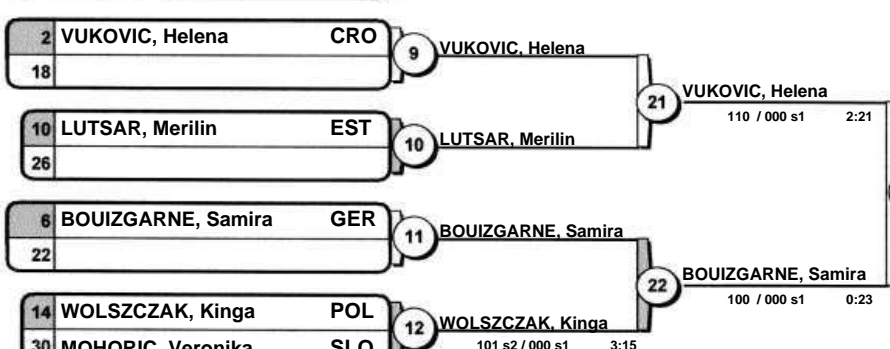 2 VUKOVIC, Helena CRO
18
9
VUKOVIC, Helena
10 LUTSAR, Merilin EST
26
10
LUTSAR, Merilin
21
VUKOVIC, Helena
110 / 000 s1 2:21
6 BOUIZGARNE, Samira GER
22
11
BOUIZGARNE, Samira
14 WOLSZCZAK, Kinga POL
30 MOHORIC, Veronika SLO
12
WOLSZCZAK, Kinga
101 s2 / 000 s1 3:15
22
BOUIZGARNE, Samira
100 / 000 s1 0:23